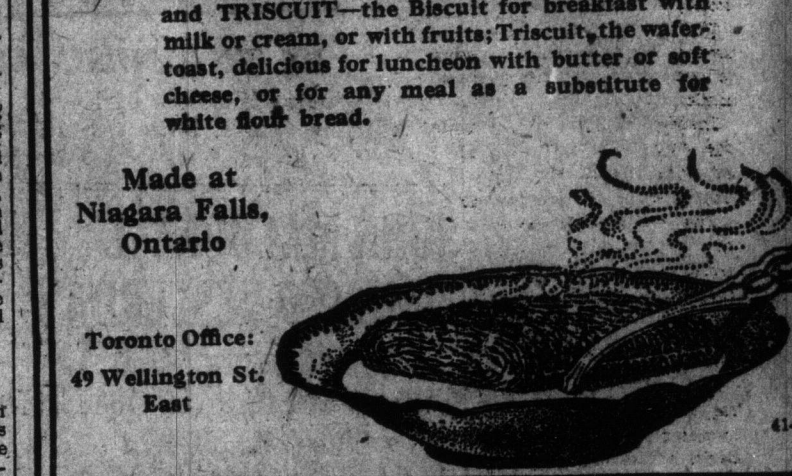 and TRISCUIT—the Biscuit for breakfast with
milk or cream, or with fruits; Triscuit, the wafer-
toast, delicious for luncheon with butter or soft
cheese, or for any meal as a substitute for
white flour bread.
Made at
Niagara Falls,
Ontario
Toronto Office:
49 Wellington St.
East